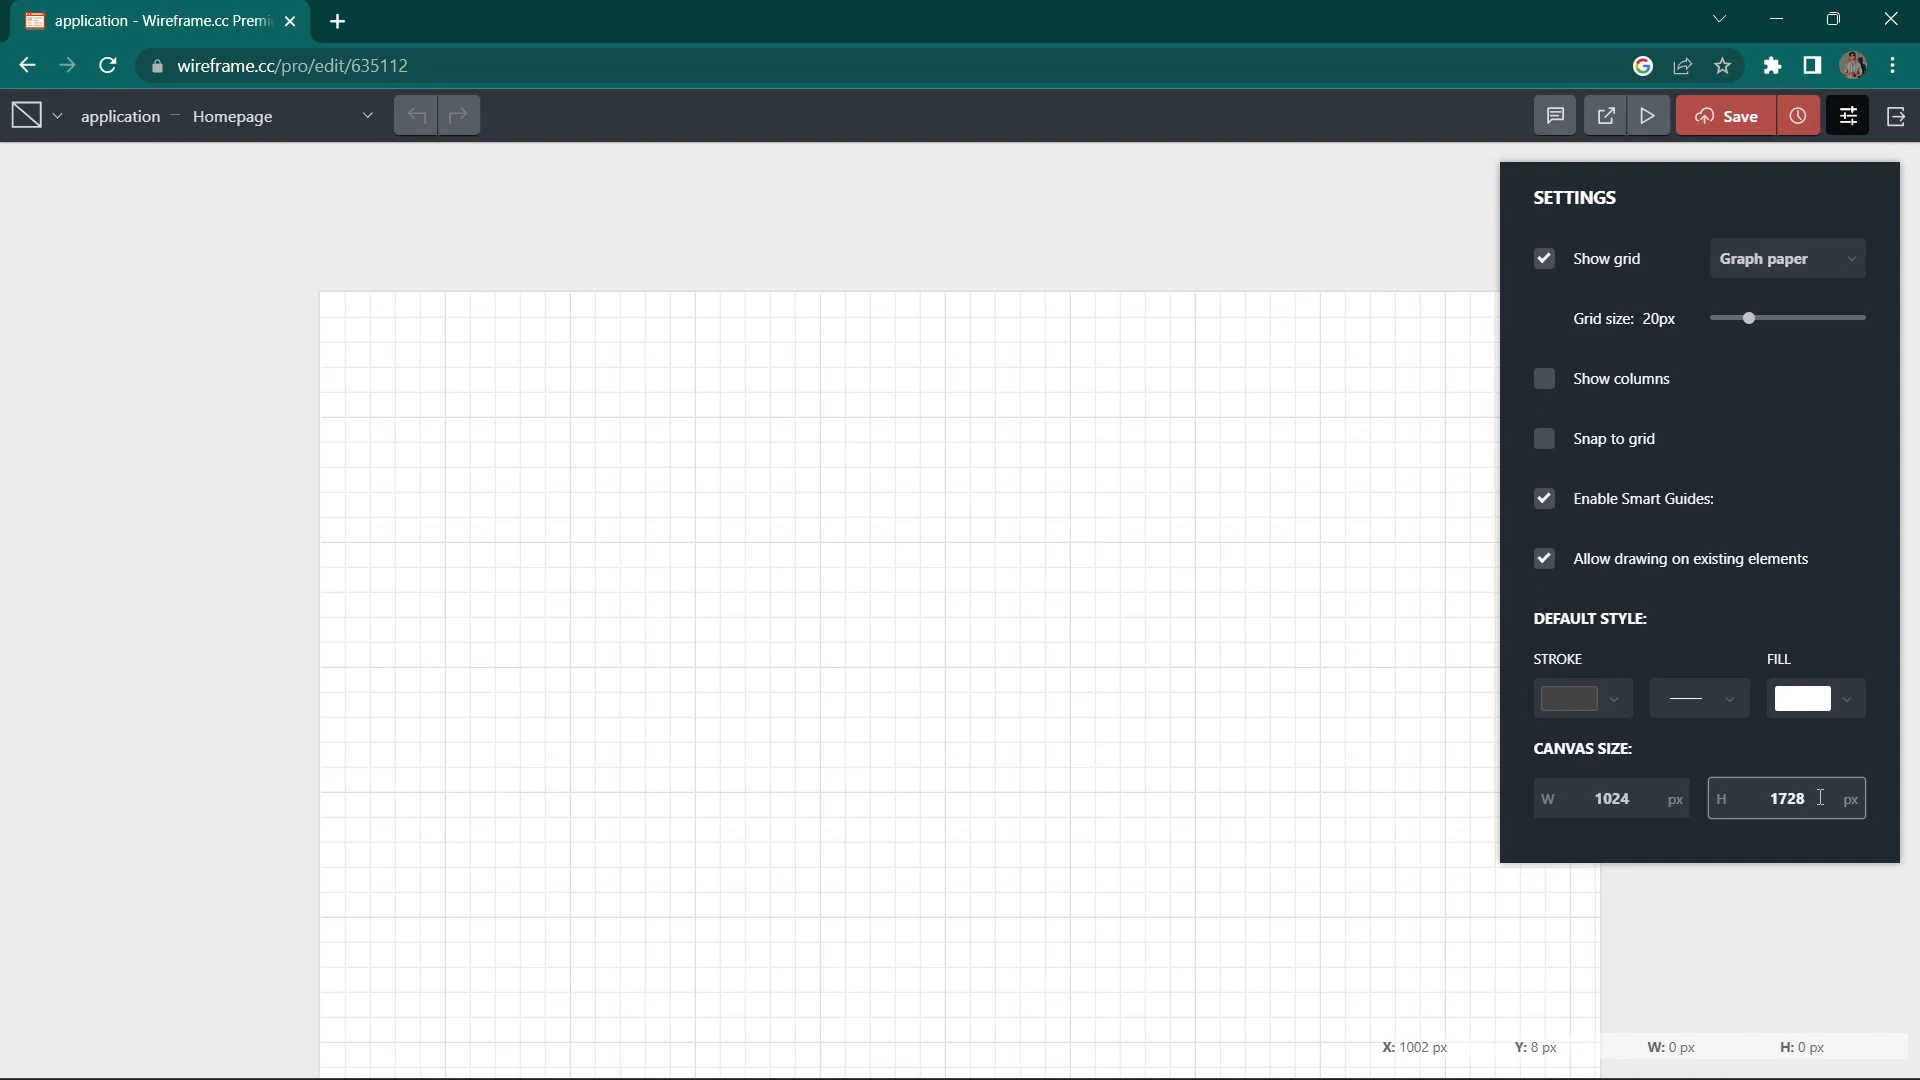 application - Wireframe.cc Premi
wireframe.cc/pro/edit/635112
application – Homepage
Save
SETTINGS
Show grid Graph paper
Grid size: 20px
Show columns
Snap to grid
Enable Smart Guides:
Allow drawing on existing elements
DEFAULT STYLE:
STROKE FILL
CANVAS SIZE:
W 1024 px H 1728 px
X: 1002 px Y: 8 px W: 0 px H: 0 px